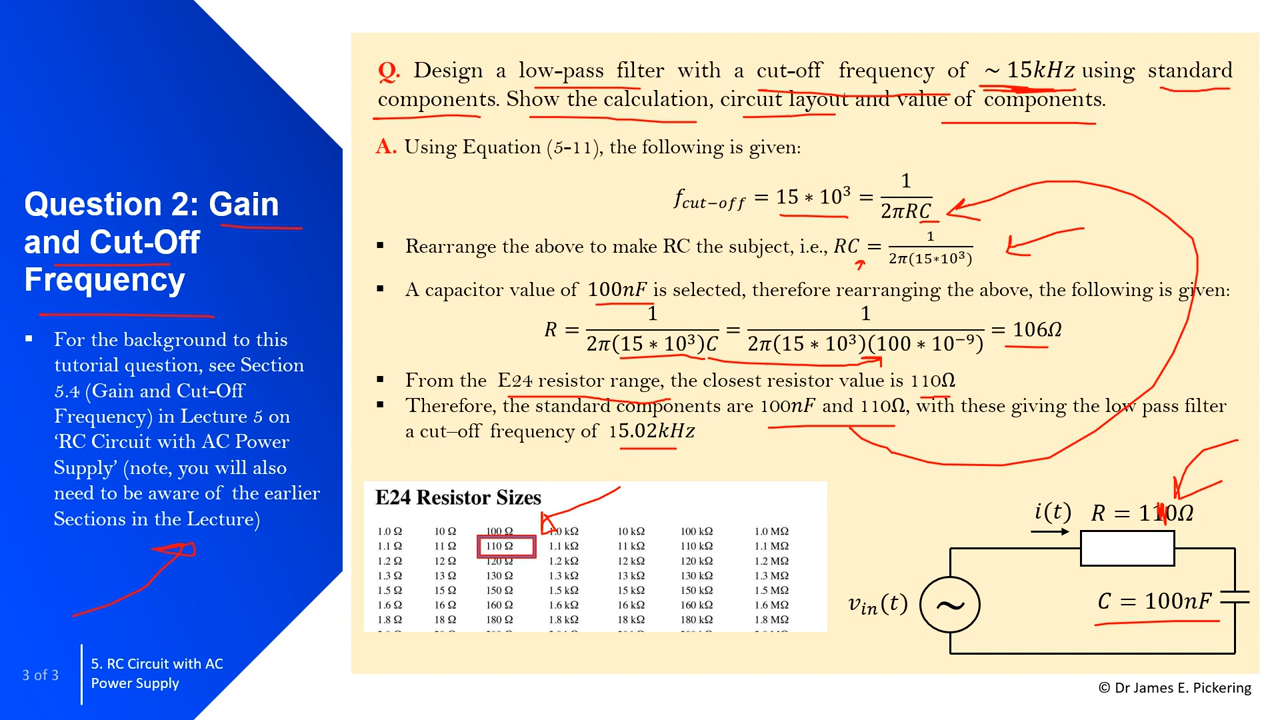 Question 2: Gain
and Cut-Off
Frequency
▪ For the background to this
tutorial question, see Section
5.4 (Gain and Cut-Off
Frequency) in Lecture 5 on
‘RC Circuit with AC Power
Supply’ (note, you will also
need to be aware of the earlier
Sections in the Lecture)
3 of 3
5. RC Circuit with AC
Power Supply
Q. Design a low-pass filter with a cut-off frequency of ~ 15kHz using standard
components. Show the calculation, circuit layout and value of components.
A. Using Equation (5-11), the following is given:
f_cut−off = 15 * 10³ = 1 / 2πRC
▪ Rearrange the above to make RC the subject, i.e., RC = 1 / 2π(15*10³)
▪ A capacitor value of 100nF is selected, therefore rearranging the above, the following is given:
R = 1 / 2π(15 * 10³)C = 1 / 2π(15 * 10³)(100 * 10⁻⁹) = 106Ω
▪ From the E24 resistor range, the closest resistor value is 110Ω
▪ Therefore, the standard components are 100nF and 110Ω, with these giving the low pass filter
a cut–off frequency of 15.02kHz
E24 Resistor Sizes
1.0 Ω 10 Ω 100 Ω 1.0 kΩ 10 kΩ 100 kΩ 1.0 MΩ
1.1 Ω 11 Ω 110 Ω 1.1 kΩ 11 kΩ 110 kΩ 1.1 MΩ
1.2 Ω 12 Ω 120 Ω 1.2 kΩ 12 kΩ 120 kΩ 1.2 MΩ
1.3 Ω 13 Ω 130 Ω 1.3 kΩ 13 kΩ 130 kΩ 1.3 MΩ
1.5 Ω 15 Ω 150 Ω 1.5 kΩ 15 kΩ 150 kΩ 1.5 MΩ
1.6 Ω 16 Ω 160 Ω 1.6 kΩ 16 kΩ 160 kΩ 1.6 MΩ
1.8 Ω 18 Ω 180 Ω 1.8 kΩ 18 kΩ 180 kΩ 1.8 MΩ
i(t) R = 110Ω
v_in(t)
~
C = 100nF
© Dr James E. Pickering